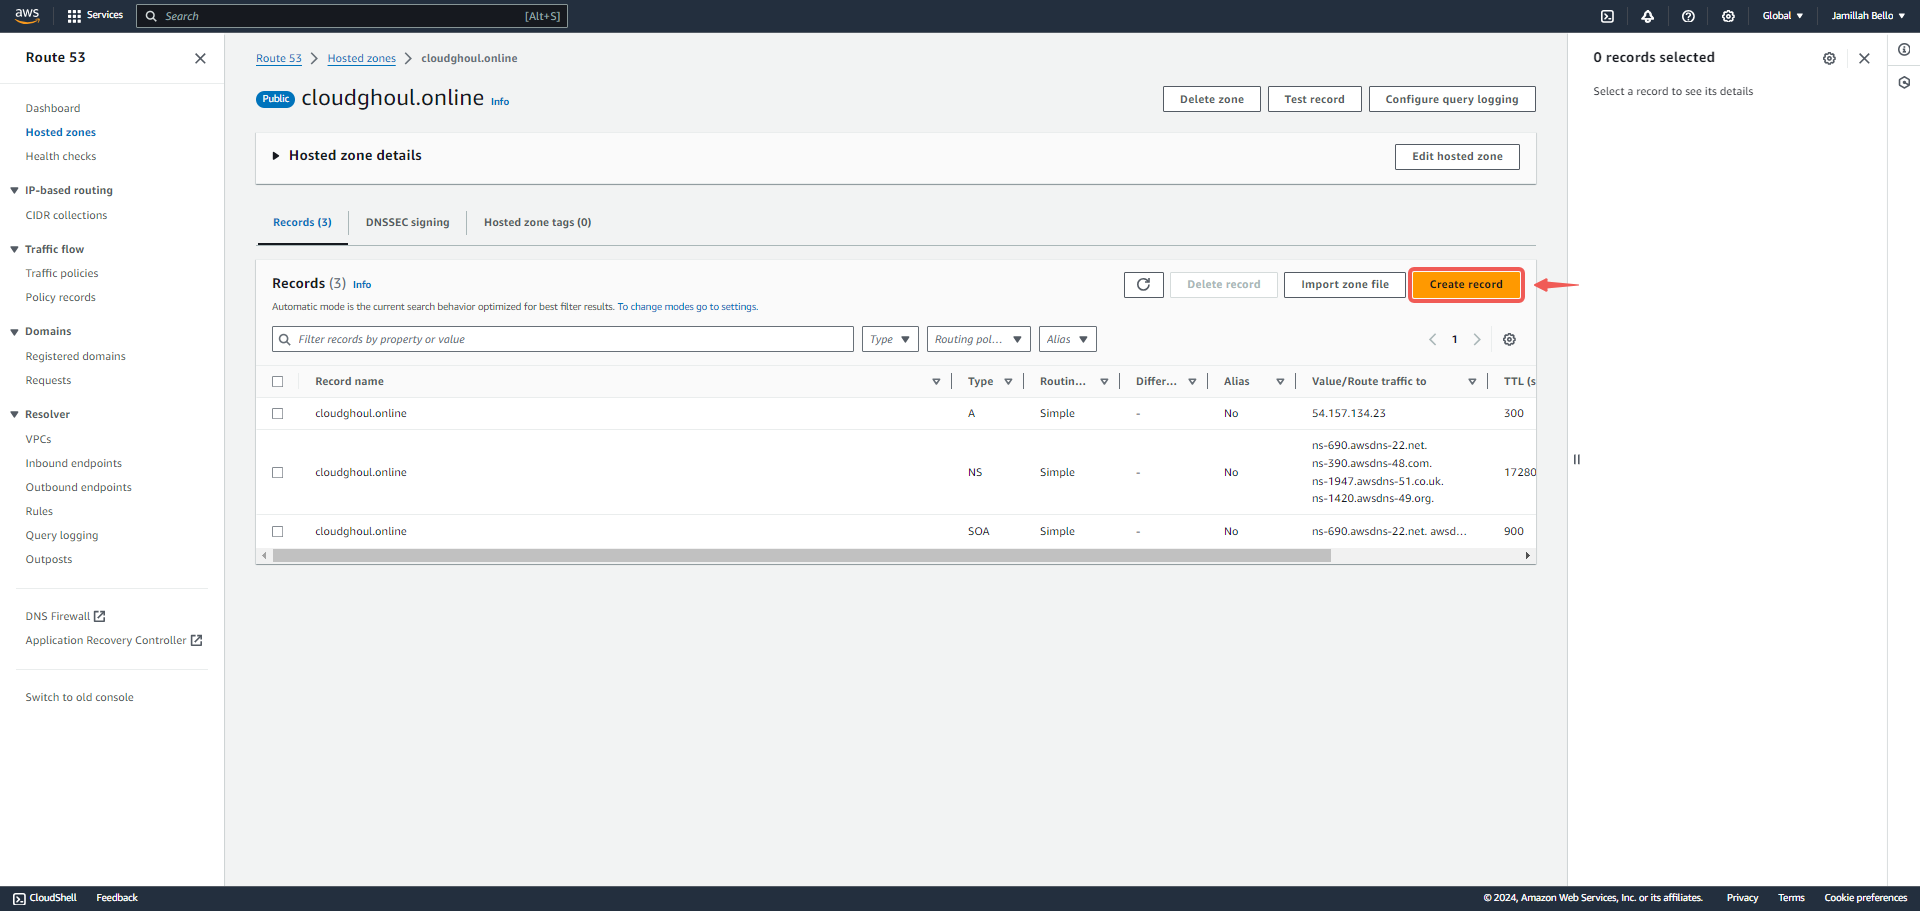 aws
Services
Search
[Alt+S]
Global
Jamillah Bello
Route 53
Dashboard
Hosted zones
Health checks
IP-based routing
CIDR collections
Traffic flow
Traffic policies
Policy records
Domains
Registered domains
Requests
Resolver
VPCs
Inbound endpoints
Outbound endpoints
Rules
Query logging
Outposts
DNS Firewall
Application Recovery Controller
Switch to old console
Route 53 Hosted zones cloudghoul.online
Public cloudghoul.online Info
Delete zone Test record Configure query logging
Hosted zone details
Edit hosted zone
Records (3) DNSSEC signing Hosted zone tags (0)
Records (3) Info
Automatic mode is the current search behavior optimized for best filter results. To change modes go to settings.
Delete record Import zone file Create record
Filter records by property or value Type Routing pol... Alias
1
Record name Type Routin... Differ... Alias Value/Route traffic to TTL (s
cloudghoul.online A Simple - No 54.157.134.23 300
cloudghoul.online NS Simple - No
ns-690.awsdns-22.net.
ns-390.awsdns-48.com.
ns-1947.awsdns-51.co.uk.
ns-1420.awsdns-49.org.
17280
cloudghoul.online SOA Simple - No ns-690.awsdns-22.net. awsd... 900
0 records selected
Select a record to see its details
CloudShell Feedback
© 2024, Amazon Web Services, Inc. or its affiliates. Privacy Terms Cookie preferences